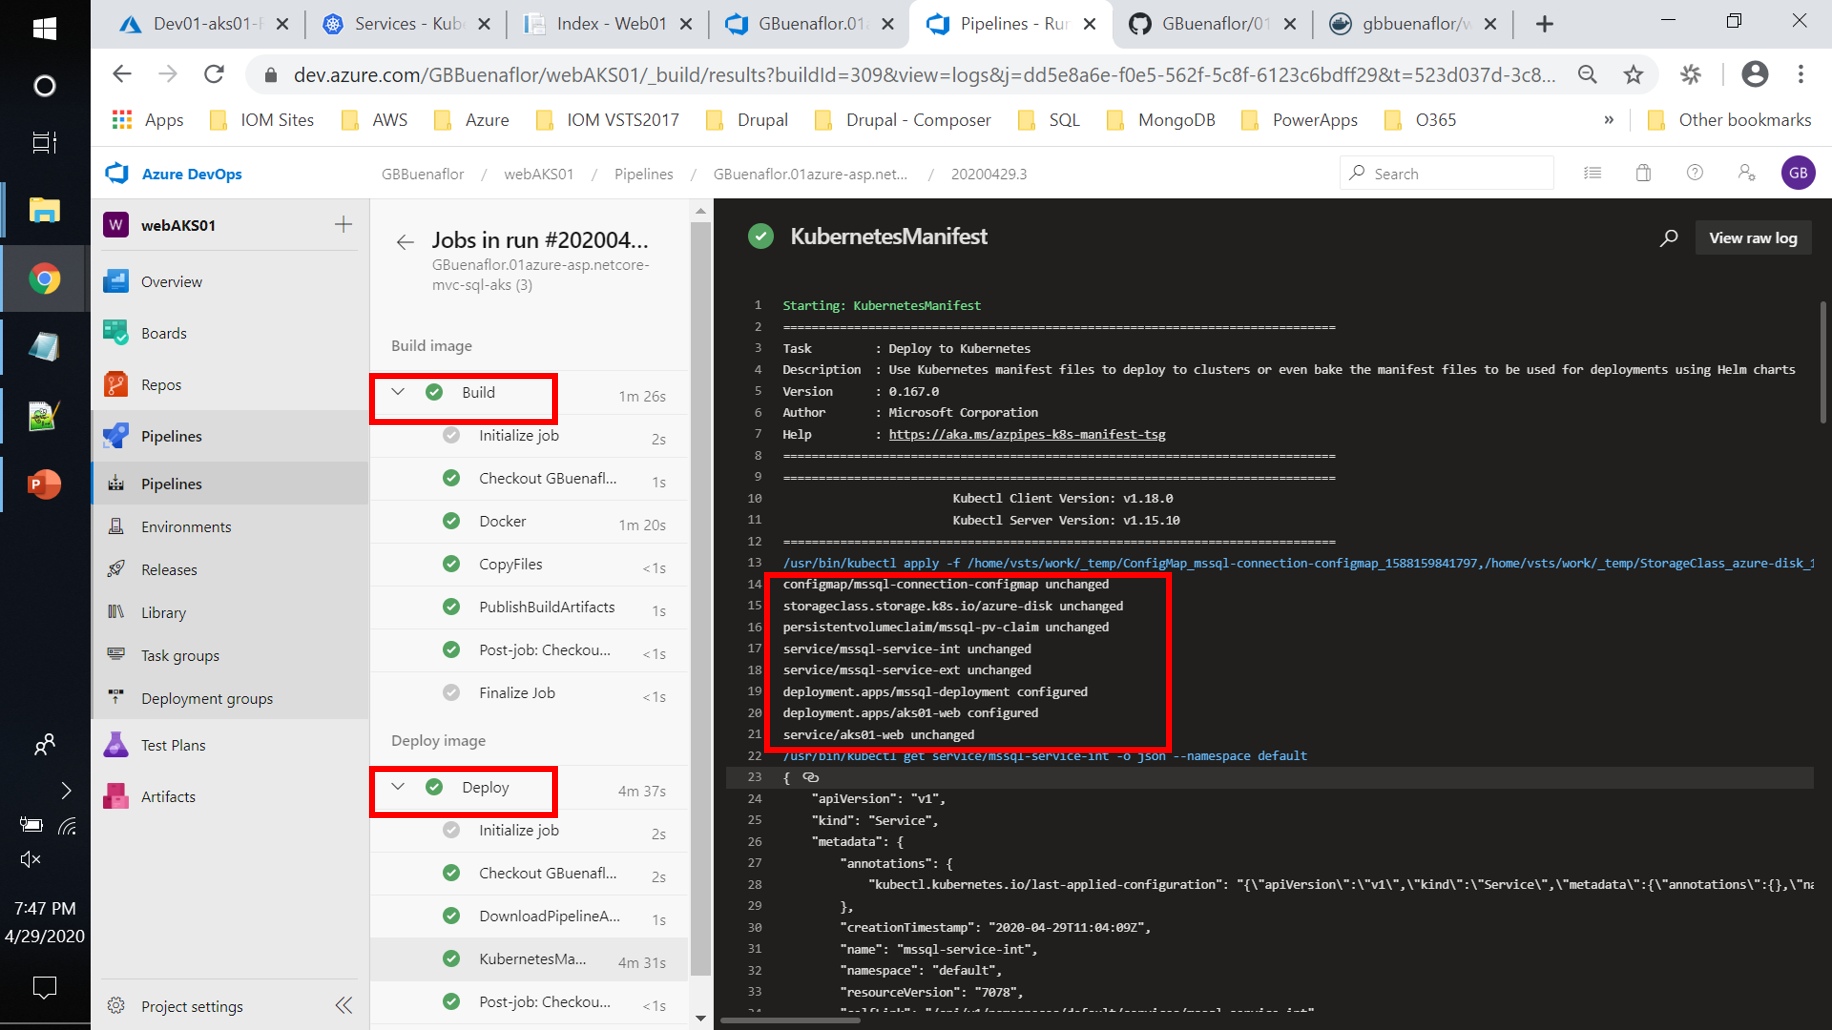 Dev01-aks01-
Services - Kube
Index - Web01
GBuenaflor.01a
Pipelines - Run
GBuenaflor/01
gbbuenaflor/w
dev.azure.com/GBBuenaflor/webAKS01/_build/results?buildId=309&view=logs&j=dd5e8a6e-f0e5-562f-5c8f-6123c6bdff29&t=523d037d-3c8...
Apps
IOM Sites
AWS
Azure
IOM VSTS2017
Drupal
Drupal - Composer
SQL
MongoDB
PowerApps
O365
»
Other bookmarks
Azure DevOps
GBBuenaflor / webAKS01 / Pipelines / GBuenaflor.01azure-asp.net... / 20200429.3
Search
GB
W
webAKS01
Overview
Boards
Repos
Pipelines
Pipelines
Environments
Releases
Library
Task groups
Deployment groups
Test Plans
Artifacts
Project settings
P
7:47 PM
4/29/2020
Jobs in run #202004...
GBuenaflor.01azure-asp.netcore-
mvc-sql-aks (3)
Build image
Build 1m 26s
Initialize job 2s
Checkout GBuenafl... 1s
Docker 1m 20s
CopyFiles <1s
PublishBuildArtifacts 1s
Post-job: Checkou... <1s
Finalize Job <1s
Deploy image
Deploy 4m 37s
Initialize job 2s
Checkout GBuenafl... 2s
DownloadPipelineA... 1s
KubernetesMa... 4m 31s
Post-job: Checkou... <1s
KubernetesManifest
View raw log
1 Starting: KubernetesManifest
2 ==============================================================================
3 Task : Deploy to Kubernetes
4 Description : Use Kubernetes manifest files to deploy to clusters or even bake the manifest files to be used for deployments using Helm charts
5 Version : 0.167.0
6 Author : Microsoft Corporation
7 Help : https://aka.ms/azpipes-k8s-manifest-tsg
8 ==============================================================================
9 ==============================================================================
10 Kubectl Client Version: v1.18.0
11 Kubectl Server Version: v1.15.10
12 ==============================================================================
13 /usr/bin/kubectl apply -f /home/vsts/work/_temp/ConfigMap_mssql-connection-configmap_1588159841797,/home/vsts/work/_temp/StorageClass_azure-disk_1
14 configmap/mssql-connection-configmap unchanged
15 storageclass.storage.k8s.io/azure-disk unchanged
16 persistentvolumeclaim/mssql-pv-claim unchanged
17 service/mssql-service-int unchanged
18 service/mssql-service-ext unchanged
19 deployment.apps/mssql-deployment configured
20 deployment.apps/aks01-web configured
21 service/aks01-web unchanged
22 /usr/bin/kubectl get service/mssql-service-int -o json --namespace default
23 {
24 "apiVersion": "v1",
25 "kind": "Service",
26 "metadata": {
27 "annotations": {
28 "kubectl.kubernetes.io/last-applied-configuration": "{\"apiVersion\":\"v1\",\"kind\":\"Service\",\"metadata\":{\"annotations\":{},\"na
29 },
30 "creationTimestamp": "2020-04-29T11:04:09Z",
31 "name": "mssql-service-int",
32 "namespace": "default",
33 "resourceVersion": "7078",